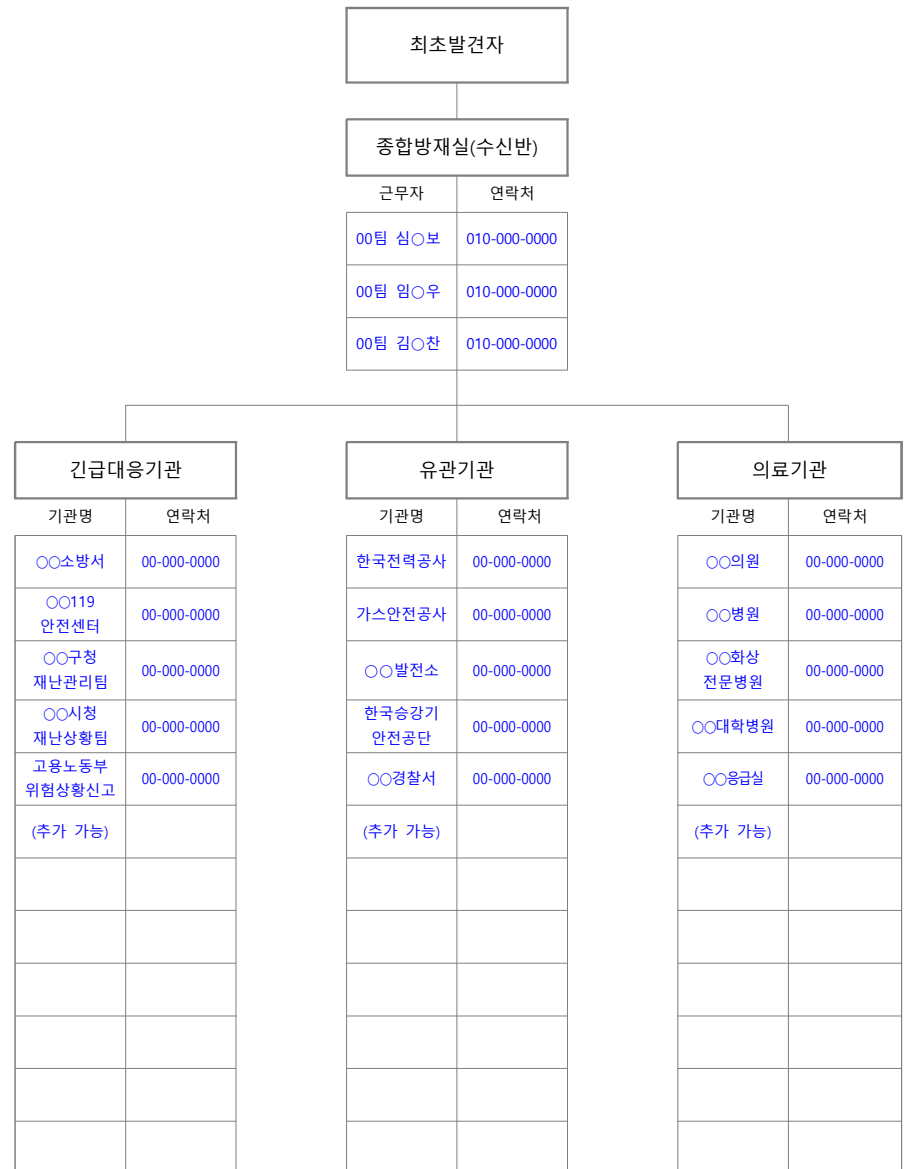 최초발견자
종합방재실(수신반)
근무자 연락처
00팀 심○보 010-000-0000
00팀 임○우 010-000-0000
00팀 김○찬 010-000-0000
긴급대응기관
기관명 연락처
○○소방서 00-000-0000
○○119
안전센터 00-000-0000
○○구청
재난관리팀 00-000-0000
○○시청
재난상황팀 00-000-0000
고용노동부
위험상황신고 00-000-0000
(추가 가능)
유관기관
기관명 연락처
한국전력공사 00-000-0000
가스안전공사 00-000-0000
○○발전소 00-000-0000
한국승강기
안전공단 00-000-0000
○○경찰서 00-000-0000
(추가 가능)
의료기관
기관명 연락처
○○의원 00-000-0000
○○병원 00-000-0000
○○화상
전문병원 00-000-0000
○○대학병원 00-000-0000
○○응급실 00-000-0000
(추가 가능)